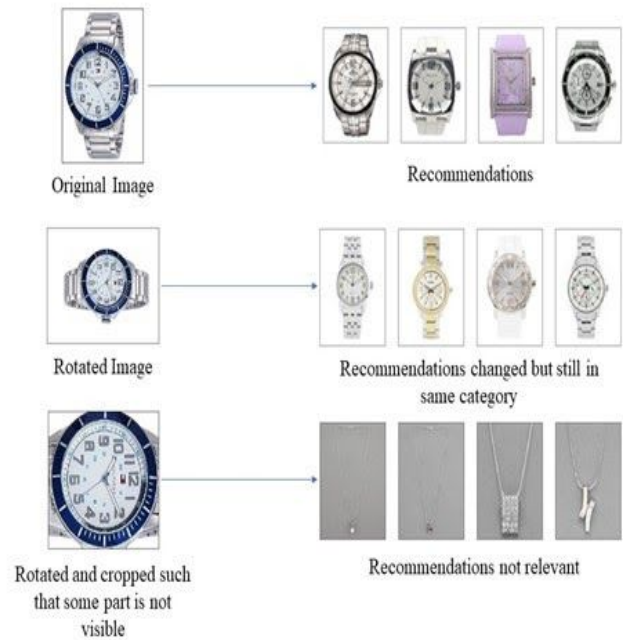 Original Image
Recommendations
Rotated Image
Recommendations changed but still in
same category
Rotated and cropped such
that some part is not
visible
Recommendations not relevant